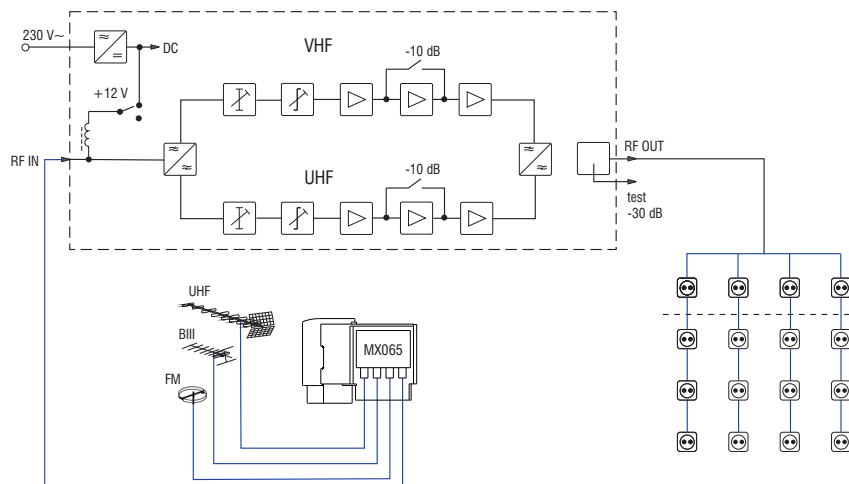 230 V~
DC
VHF
-10 dB
+12 V
RF IN
RF OUT
UHF
-10 dB
test
-30 dB
UHF
BIII
FM
MX065